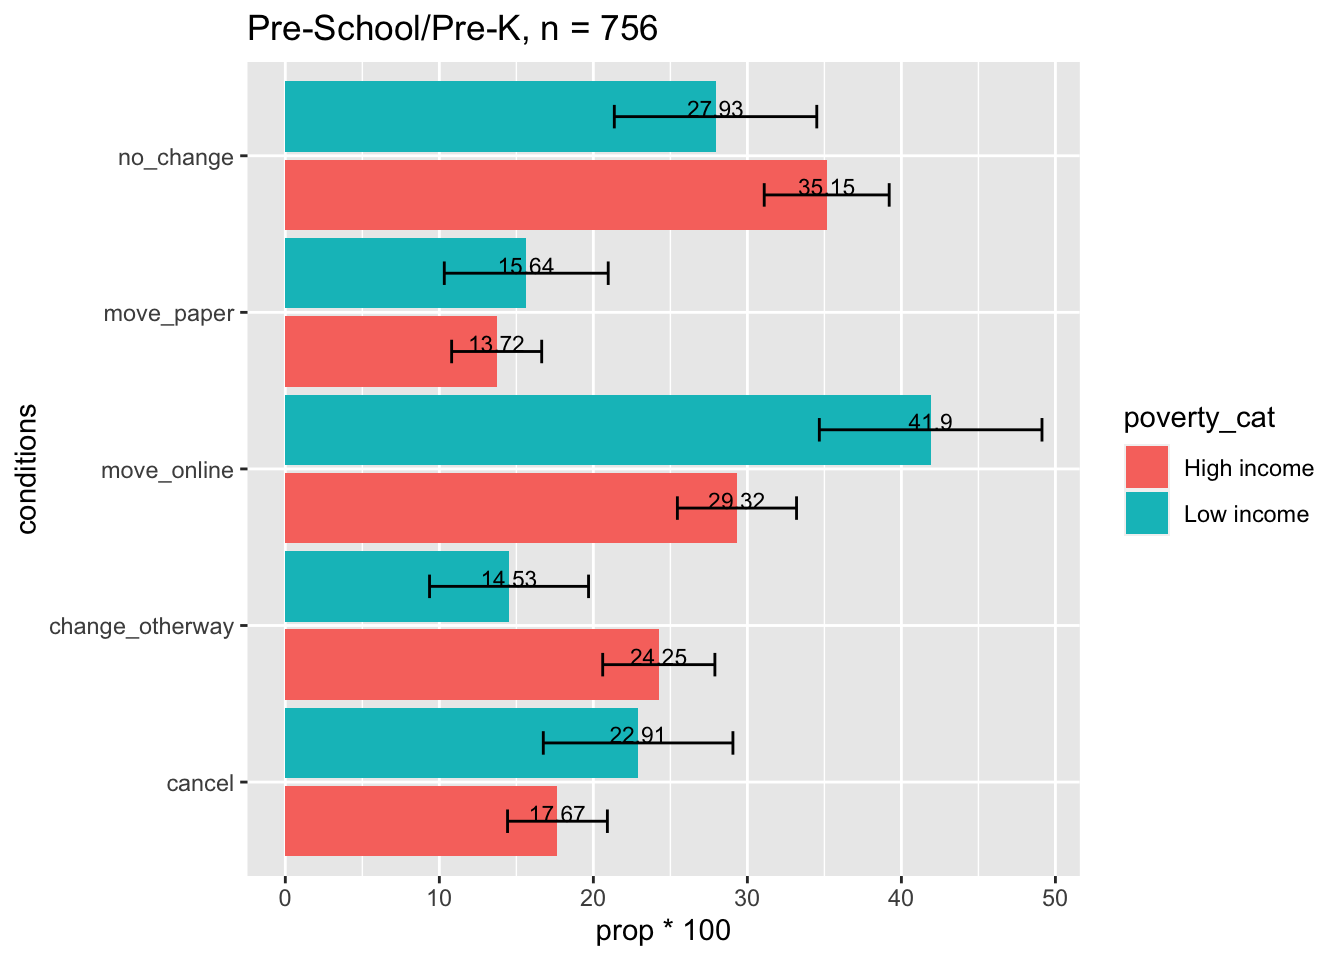 Pre-School/Pre-K, n = 756
no_change
27.93
35.15
move_paper
15.64
13.72
move_online
41.9
29.32
change_otherway
14.53
24.25
cancel
22.91
17.67
conditions
0 10 20 30 40 50
prop * 100
poverty_cat
High income
Low income